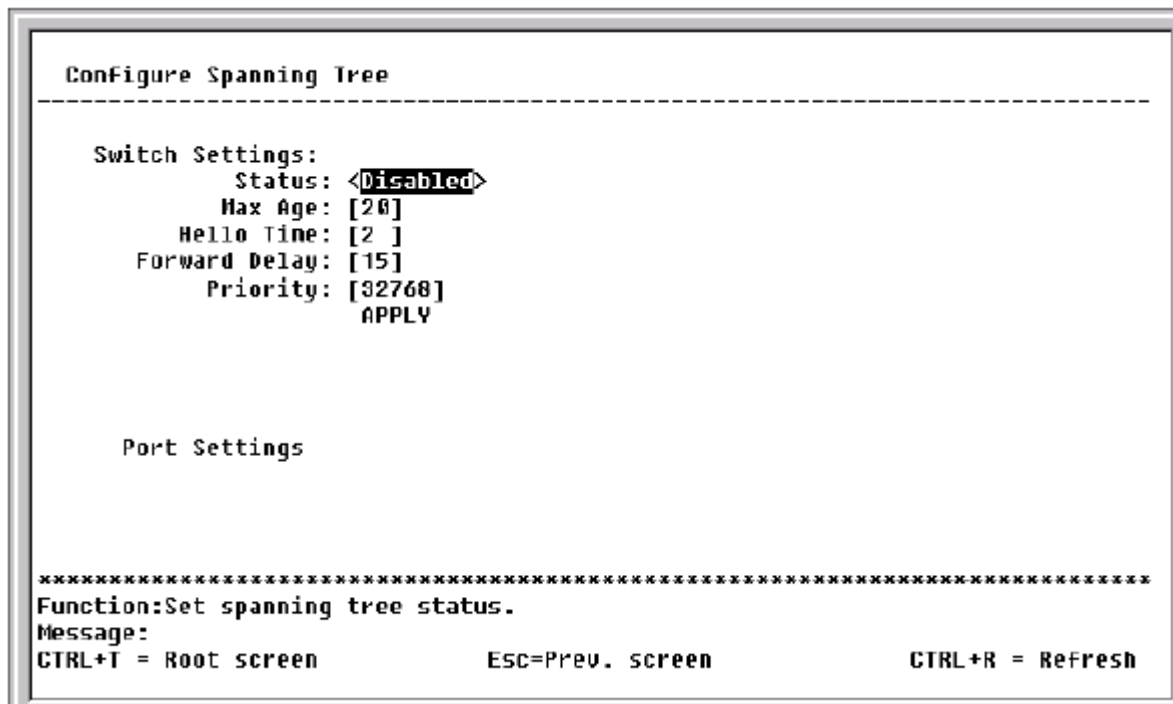 Configure Spanning Tree
--------------------------------------------------------------------------------
Switch Settings:
Status: <Disabled>
Max Age: [20]
Hello Time: [2 ]
Forward Delay: [15]
Priority: [32768]
APPLY
Port Settings
********************************************************************************
Function:Set spanning tree status.
Message:
CTRL+T = Root screen Esc=Prev. screen CTRL+R = Refresh